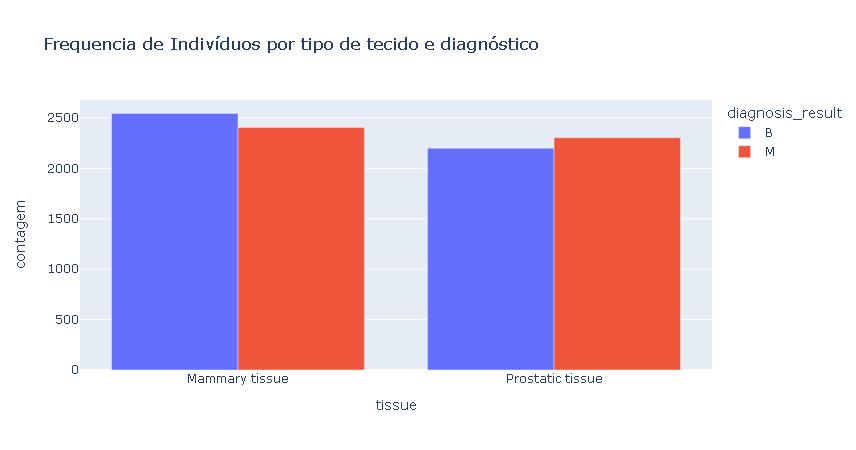 Frequencia de Indivíduos por tipo de tecido e diagnóstico
diagnosis_result
B
M
contagem
2500
2000
1500
1000
500
0
Mammary tissue
Prostatic tissue
tissue